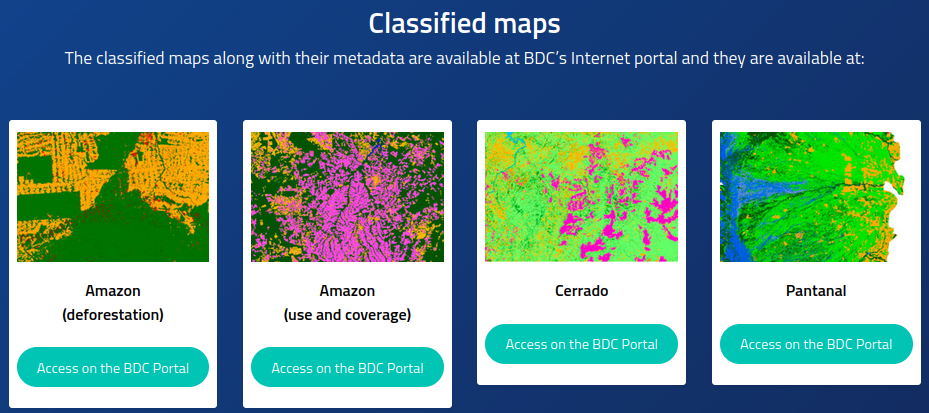 Classified maps
The classified maps along with their metadata are available at BDC’s Internet portal and they are available at:
Amazon
(deforestation)
Access on the BDC Portal
Amazon
(use and coverage)
Access on the BDC Portal
Cerrado
Access on the BDC Portal
Pantanal
Access on the BDC Portal